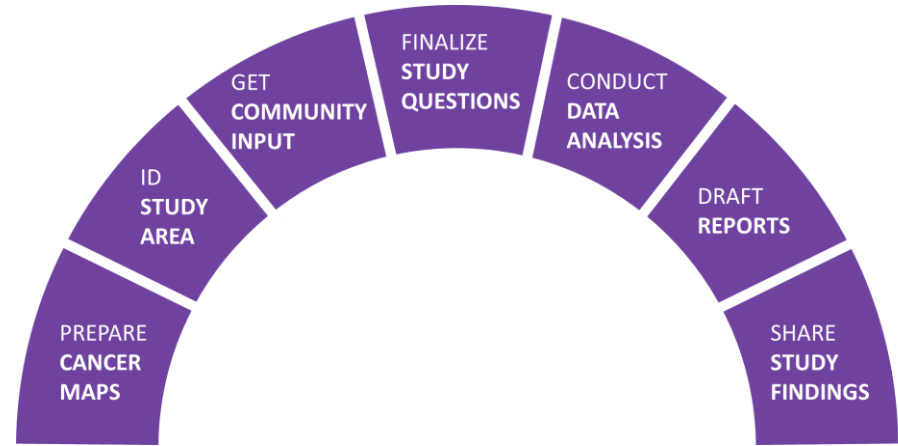 PREPARE
CANCER
MAPS
ID
STUDY
AREA
GET
COMMUNITY
INPUT
FINALIZE
STUDY
QUESTIONS
CONDUCT
DATA
ANALYSIS
DRAFT
REPORTS
SHARE
STUDY
FINDINGS